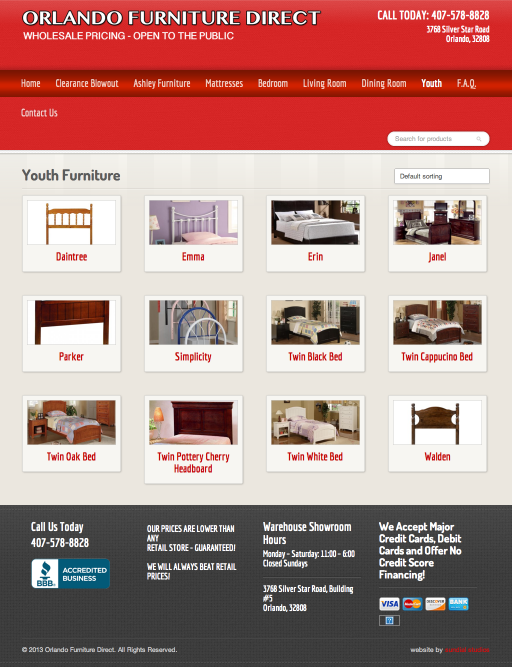 ORLANDO FURNITURE DIRECT
WHOLESALE PRICING - OPEN TO THE PUBLIC
CALL TODAY: 407-578-8828
3768 Silver Star Road
Orlando, 32808
Home Clearance Blowout Ashley Furniture Mattresses Bedroom Living Room Dining Room Youth F.A.Q.
Contact Us
Search for products
Youth Furniture
Default sorting
Daintree Emma Erin Janel
Parker Simplicity Twin Black Bed Twin Cappucino Bed
Twin Oak Bed Twin Pottery Cherry Twin White Bed Walden
Headboard
Call Us Today
407-578-8828
BBB
ACCREDITED
BUSINESS
OUR PRICES ARE LOWER THAN
ANY
RETAIL STORE - GUARANTEED!
WE WILL ALWAYS BEAT RETAIL
PRICES!
Warehouse Showroom
Hours
Monday – Saturday: 11:00 – 6:00
Closed Sundays
3768 Silver Star Road, Building
#5
Orlando, 32808
We Accept Major
Credit Cards, Debit
Cards and Offer No
Credit Score
Financing!
VISA MasterCard DISCOVER BANK
© 2013 Orlando Furniture Direct. All Rights Reserved.
website by